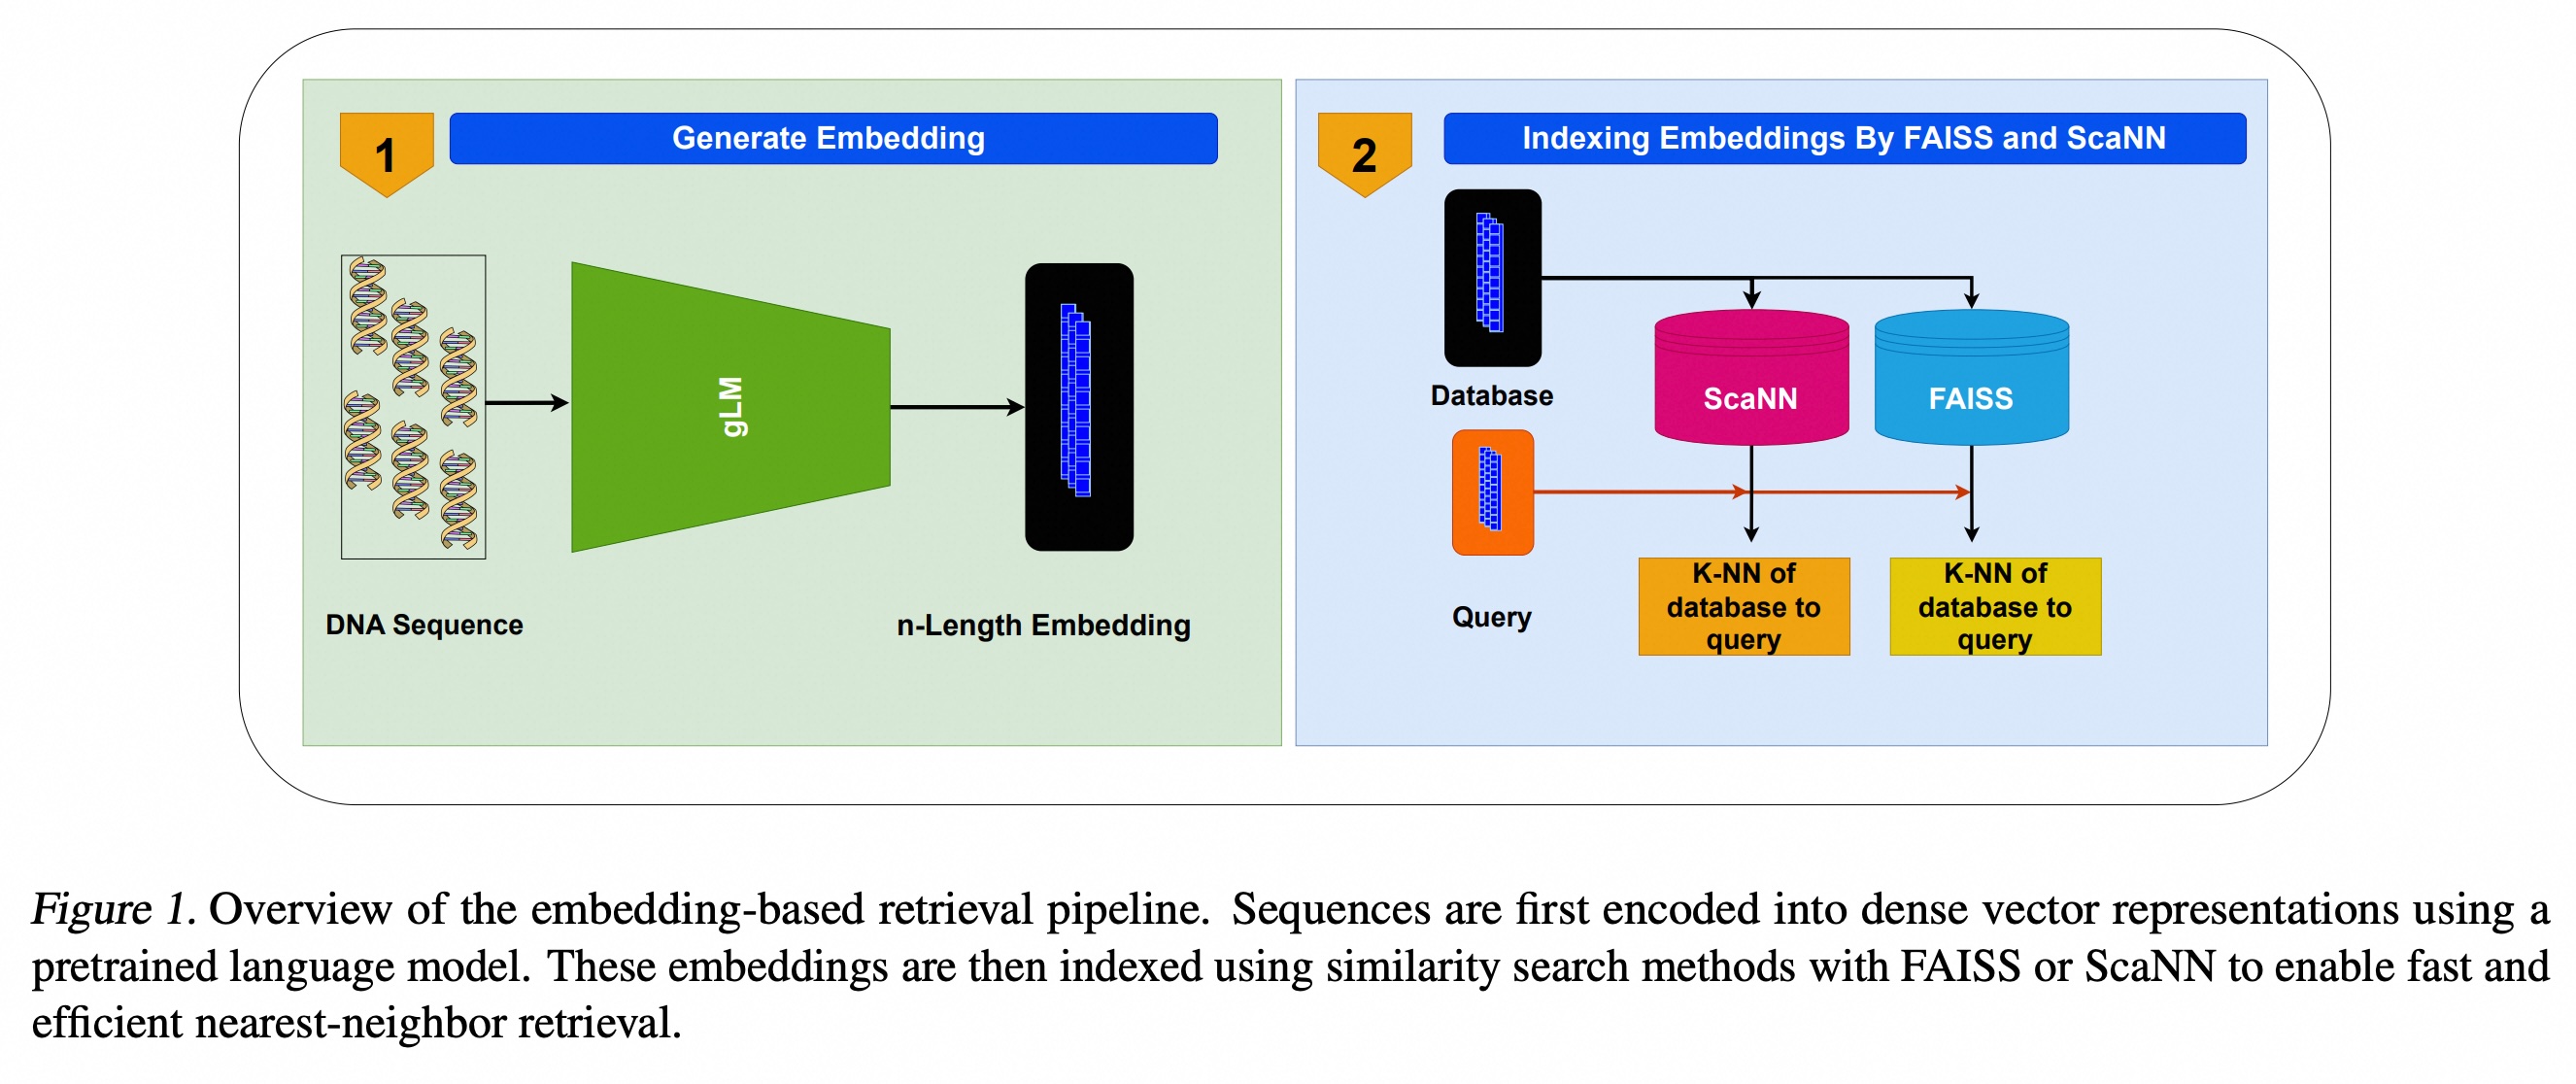 1
Generate Embedding
gLM
DNA Sequence
n-Length Embedding
2
Indexing Embeddings By FAISS and ScaNN
Database
ScaNN
FAISS
Query
K-NN of
database to
query
K-NN of
database to
query
Figure 1. Overview of the embedding-based retrieval pipeline. Sequences are first encoded into dense vector representations using a
pretrained language model. These embeddings are then indexed using similarity search methods with FAISS or ScaNN to enable fast and
efficient nearest-neighbor retrieval.